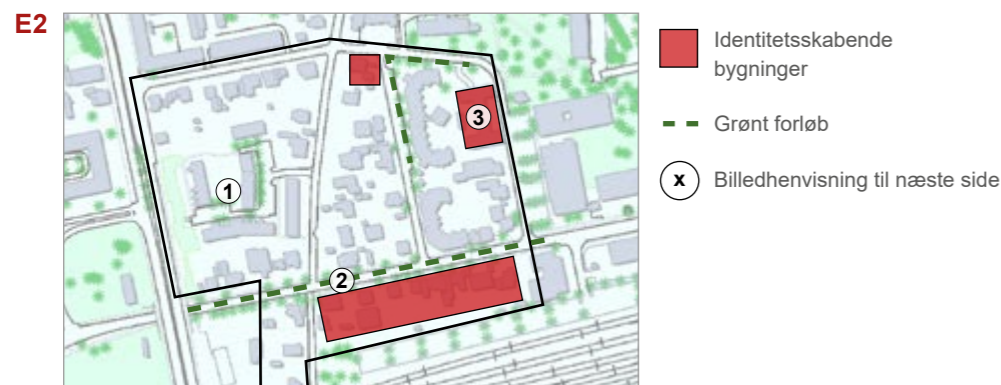 E2
3
1
2
Identitetsskabende
bygninger
Grønt forløb
x Billedhenvisning til næste side